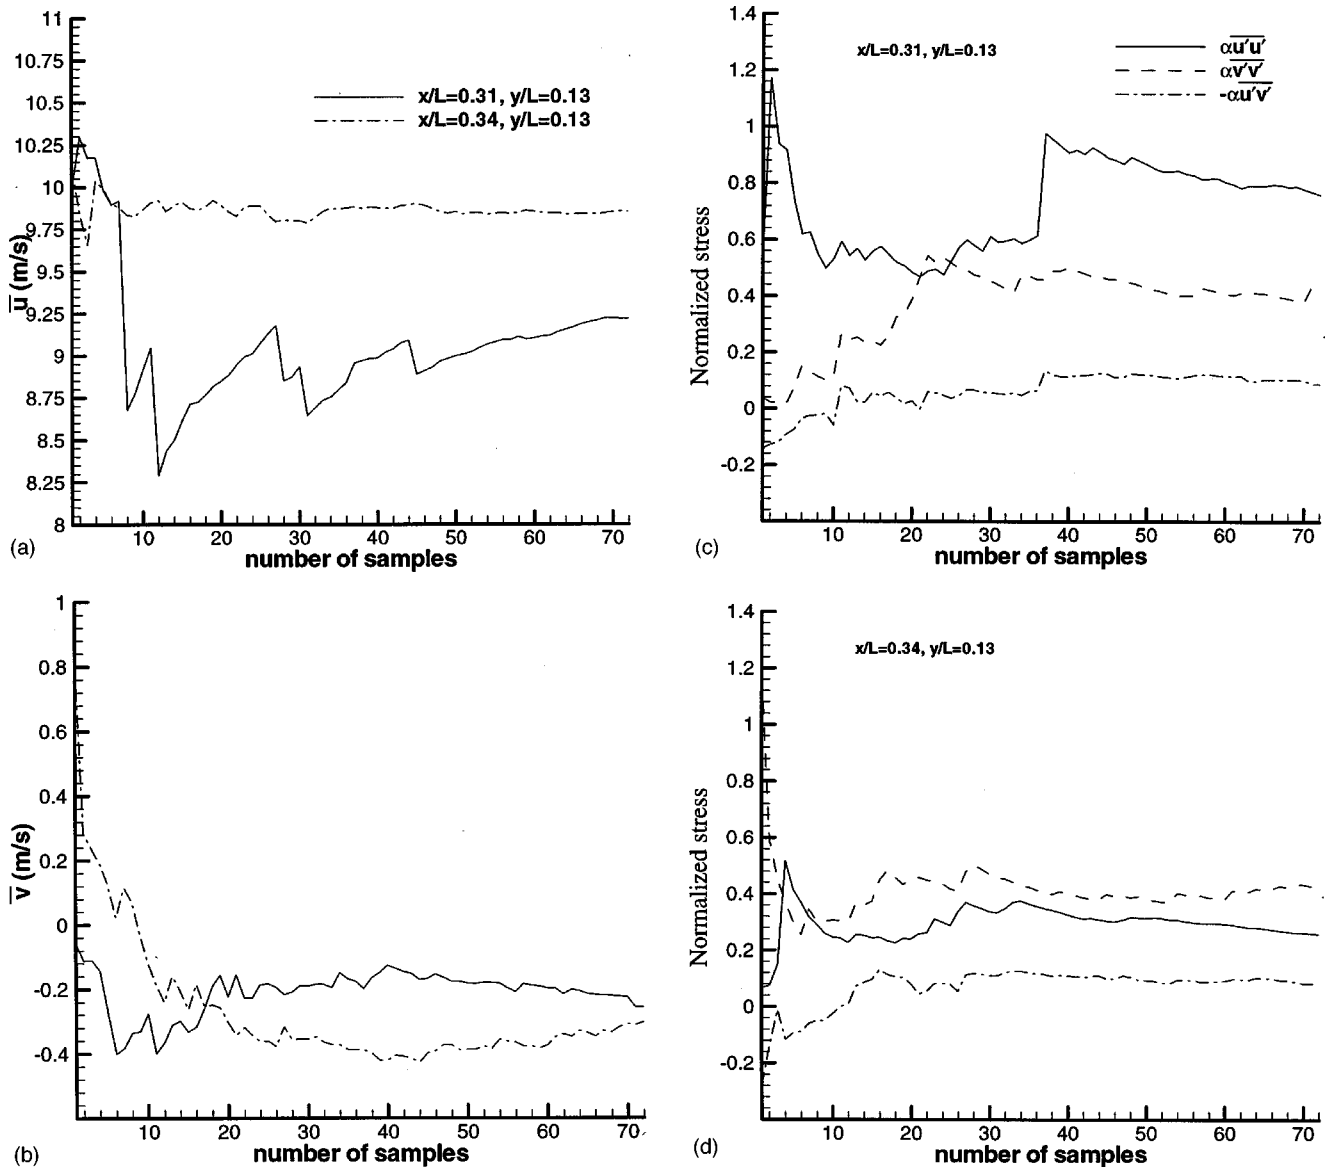 11
10.75
10.5
10.25
10
9.75
9.5
9.25
9
8.75
8.5
8.25
8
u̅ (m/s)
x/L=0.31, y/L=0.13
x/L=0.34, y/L=0.13
10 20 30 40 50 60 70
number of samples
(a)
1.4
1.2
1
0.8
0.6
0.4
0.2
0
-0.2
Normalized stress
x/L=0.31, y/L=0.13
αu'u'
αv'v'
-αu'v'
10 20 30 40 50 60 70
number of samples
(c)
1
0.8
0.6
0.4
0.2
0
-0.2
-0.4
v̅ (m/s)
10 20 30 40 50 60 70
number of samples
(b)
1.4
1.2
1
0.8
0.6
0.4
0.2
0
-0.2
Normalized stress
x/L=0.34, y/L=0.13
10 20 30 40 50 60 70
number of samples
(d)